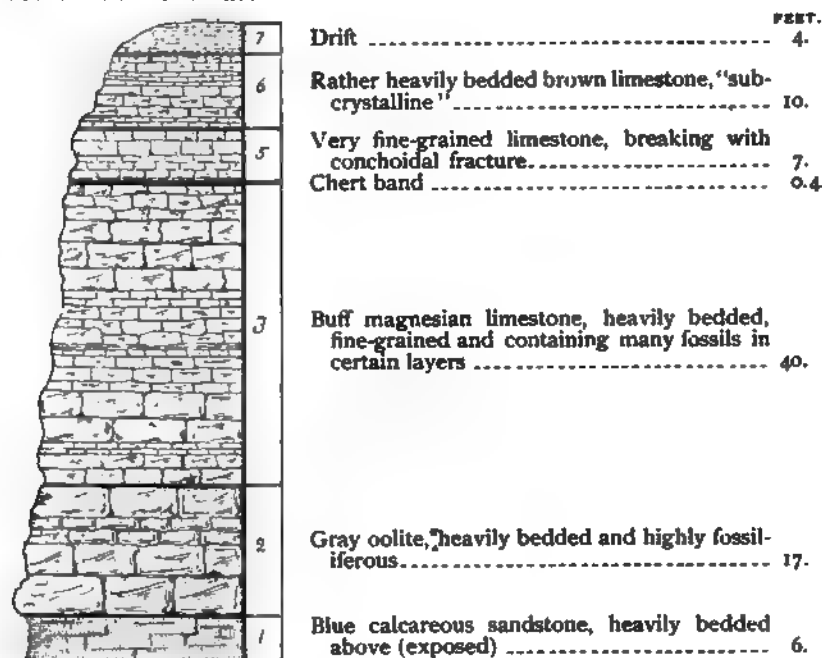 FEET.
7 Drift 4.
6 Rather heavily bedded brown limestone, "sub-
crystalline" 10.
5 Very fine-grained limestone, breaking with
conchoidal fracture. 7.
Chert band 0.4
3 Buff magnesian limestone, heavily bedded,
fine-grained and containing many fossils in
certain layers 40.
2 Gray oolite, heavily bedded and highly fossil-
iferous 17.
1 Blue calcareous sandstone, heavily bedded
above (exposed) 6.